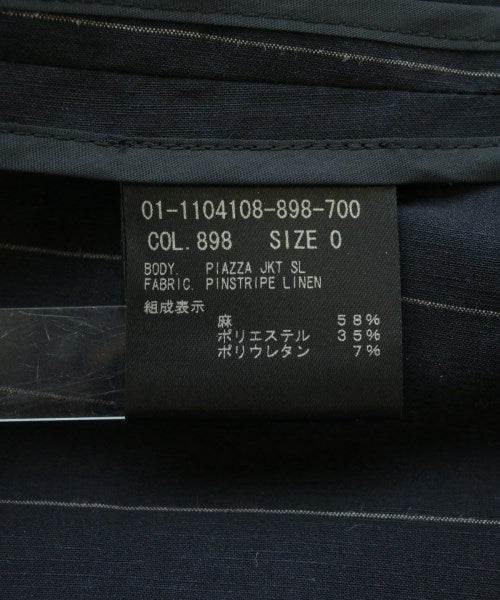 01-1104108-898-700
COL. 898 SIZE 0
BODY. PIAZZA JKT SL
FABRIC. PINSTRIPE LINEN
組成表示
麻 58%
ポリエステル 35%
ポリウレタン 7%